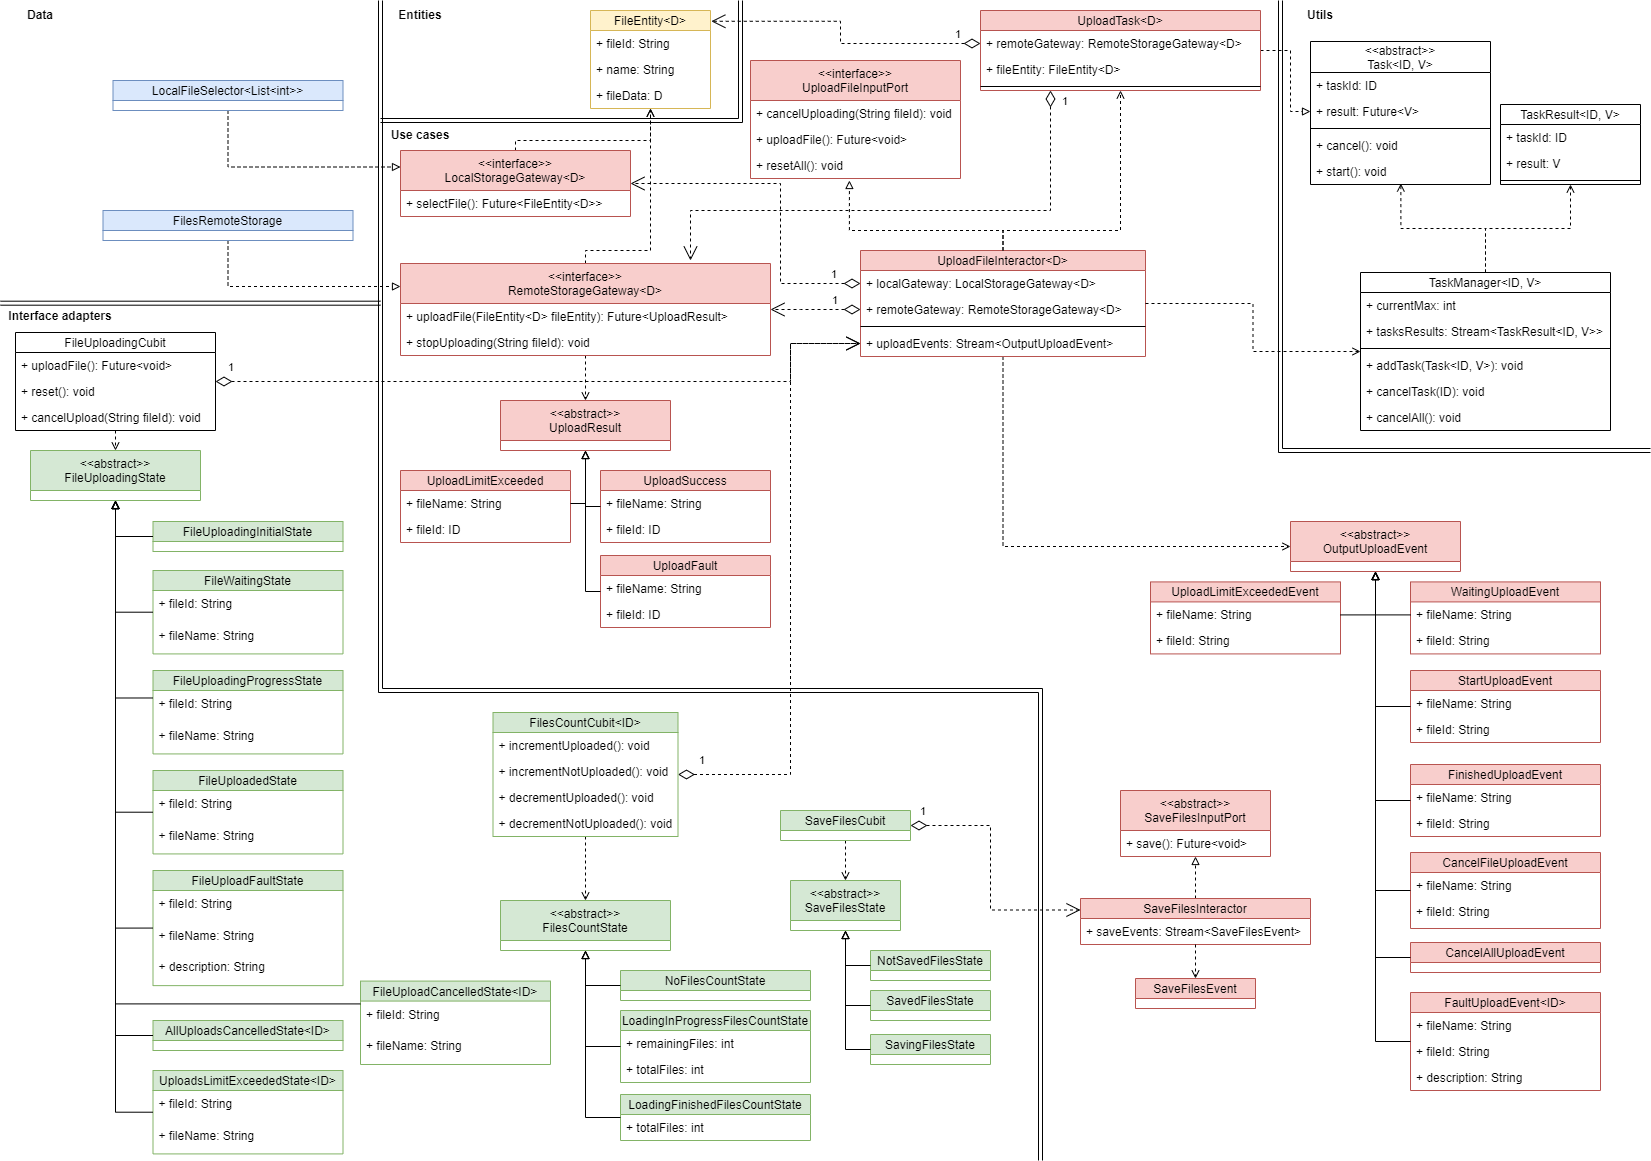 Data
LocalFileSelector<List<int>>
FilesRemoteStorage
Entities
FileEntity<D>
+ fileId: String
+ name: String
+ fileData: D
1
UploadTask<D>
+ remoteGateway: RemoteStorageGateway<D>
+ fileEntity: FileEntity<D>
1
Use cases
<<interface>>
UploadFileInputPort
+ cancelUploading(String fileId): void
+ uploadFile(): Future<void>
+ resetAll(): void
<<interface>>
LocalStorageGateway<D>
+ selectFile(): Future<FileEntity<D>>
<<interface>>
RemoteStorageGateway<D>
+ uploadFile(FileEntity<D> fileEntity): Future<UploadResult>
+ stopUploading(String fileId): void
1
1
UploadFileInteractor<D>
+ localGateway: LocalStorageGateway<D>
+ remoteGateway: RemoteStorageGateway<D>
+ uploadEvents: Stream<OutputUploadEvent>
<<abstract>>
UploadResult
UploadLimitExceeded
+ fileName: String
+ fileId: ID
UploadSuccess
+ fileName: String
+ fileId: ID
UploadFault
+ fileName: String
+ fileId: ID
Utils
<<abstract>>
Task<ID, V>
+ taskId: ID
+ result: Future<V>
+ cancel(): void
+ start(): void
TaskResult<ID, V>
+ taskId: ID
+ result: V
TaskManager<ID, V>
+ currentMax: int
+ tasksResults: Stream<TaskResult<ID, V>>
+ addTask(Task<ID, V>): void
+ cancelTask(ID): void
+ cancelAll(): void
Interface adapters
FileUploadingCubit
+ uploadFile(): Future<void>
+ reset(): void
+ cancelUpload(String fileId): void
1
<<abstract>>
FileUploadingState
FileUploadingInitialState
FileWaitingState
+ fileId: String
+ fileName: String
FileUploadingProgressState
+ fileId: String
+ fileName: String
FileUploadedState
+ fileId: String
+ fileName: String
FileUploadFaultState
+ fileId: String
+ fileName: String
+ description: String
FileUploadCancelledState<ID>
+ fileId: String
+ fileName: String
AllUploadsCancelledState<ID>
UploadsLimitExceededState<ID>
+ fileId: String
+ fileName: String
FilesCountCubit<ID>
+ incrementUploaded(): void
+ incrementNotUploaded(): void
+ decrementUploaded(): void
+ decrementNotUploaded(): void
1
<<abstract>>
FilesCountState
NoFilesCountState
LoadingInProgressFilesCountState
+ remainingFiles: int
+ totalFiles: int
LoadingFinishedFilesCountState
+ totalFiles: int
SaveFilesCubit
1
<<abstract>>
SaveFilesState
NotSavedFilesState
SavedFilesState
SavingFilesState
<<abstract>>
SaveFilesInputPort
+ save(): Future<void>
SaveFilesInteractor
+ saveEvents: Stream<SaveFilesEvent>
SaveFilesEvent
<<abstract>>
OutputUploadEvent
UploadLimitExceededEvent
+ fileName: String
+ fileId: String
WaitingUploadEvent
+ fileName: String
+ fileId: String
StartUploadEvent
+ fileName: String
+ fileId: String
FinishedUploadEvent
+ fileName: String
+ fileId: String
CancelFileUploadEvent
+ fileName: String
+ fileId: String
CancelAllUploadEvent
FaultUploadEvent<ID>
+ fileName: String
+ fileId: String
+ description: String